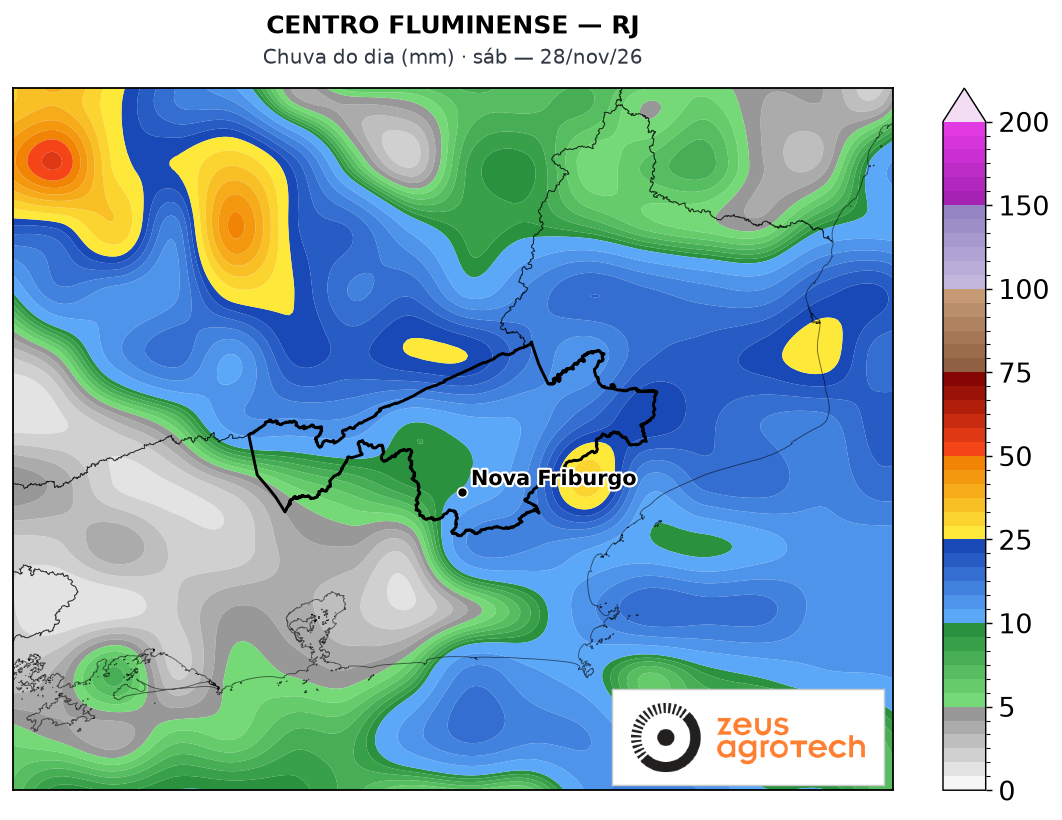 CENTRO FLUMINENSE — RJ
Chuva do dia (mm) · sáb — 28/nov/26
200
150
100
75
50
25
10
5
0
Nova Friburgo
zeus
agrotech